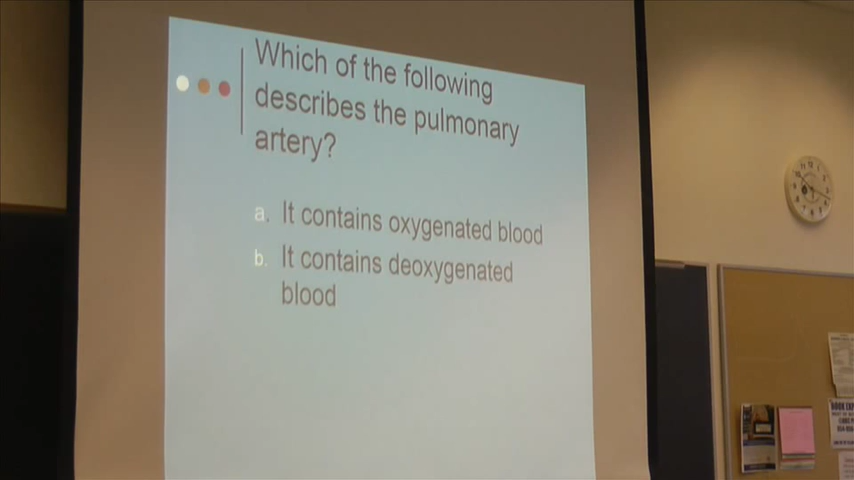 Which of the following
describes the pulmonary
artery?
a. It contains oxygenated blood
b. It contains deoxygenated
blood